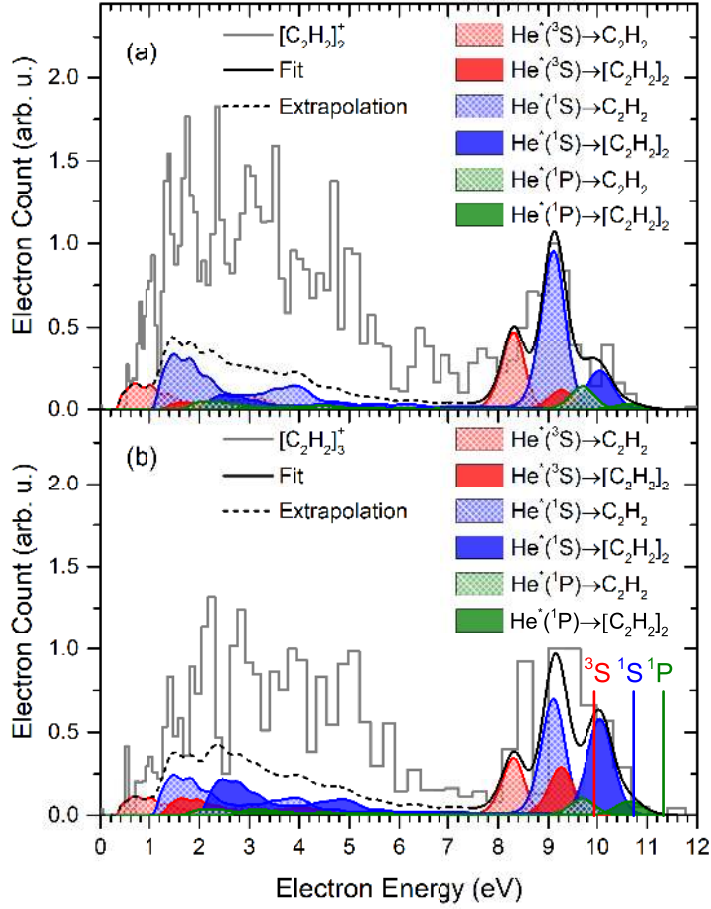 (a)
[C₂H₂]₂⁺
Fit
Extrapolation
He*(³S)→C₂H₂
He*(³S)→[C₂H₂]₂
He*(¹S)→C₂H₂
He*(¹S)→[C₂H₂]₂
He*(¹P)→C₂H₂
He*(¹P)→[C₂H₂]₂
Electron Count (arb. u.)
2.0
1.5
1.0
0.5
0.0
(b)
[C₂H₂]₃⁺
Fit
Extrapolation
He*(³S)→C₂H₂
He*(³S)→[C₂H₂]₂
He*(¹S)→C₂H₂
He*(¹S)→[C₂H₂]₂
He*(¹P)→C₂H₂
He*(¹P)→[C₂H₂]₂
³S ¹S ¹P
Electron Count (arb. u.)
2.0
1.5
1.0
0.5
0.0
0 1 2 3 4 5 6 7 8 9 10 11 12
Electron Energy (eV)